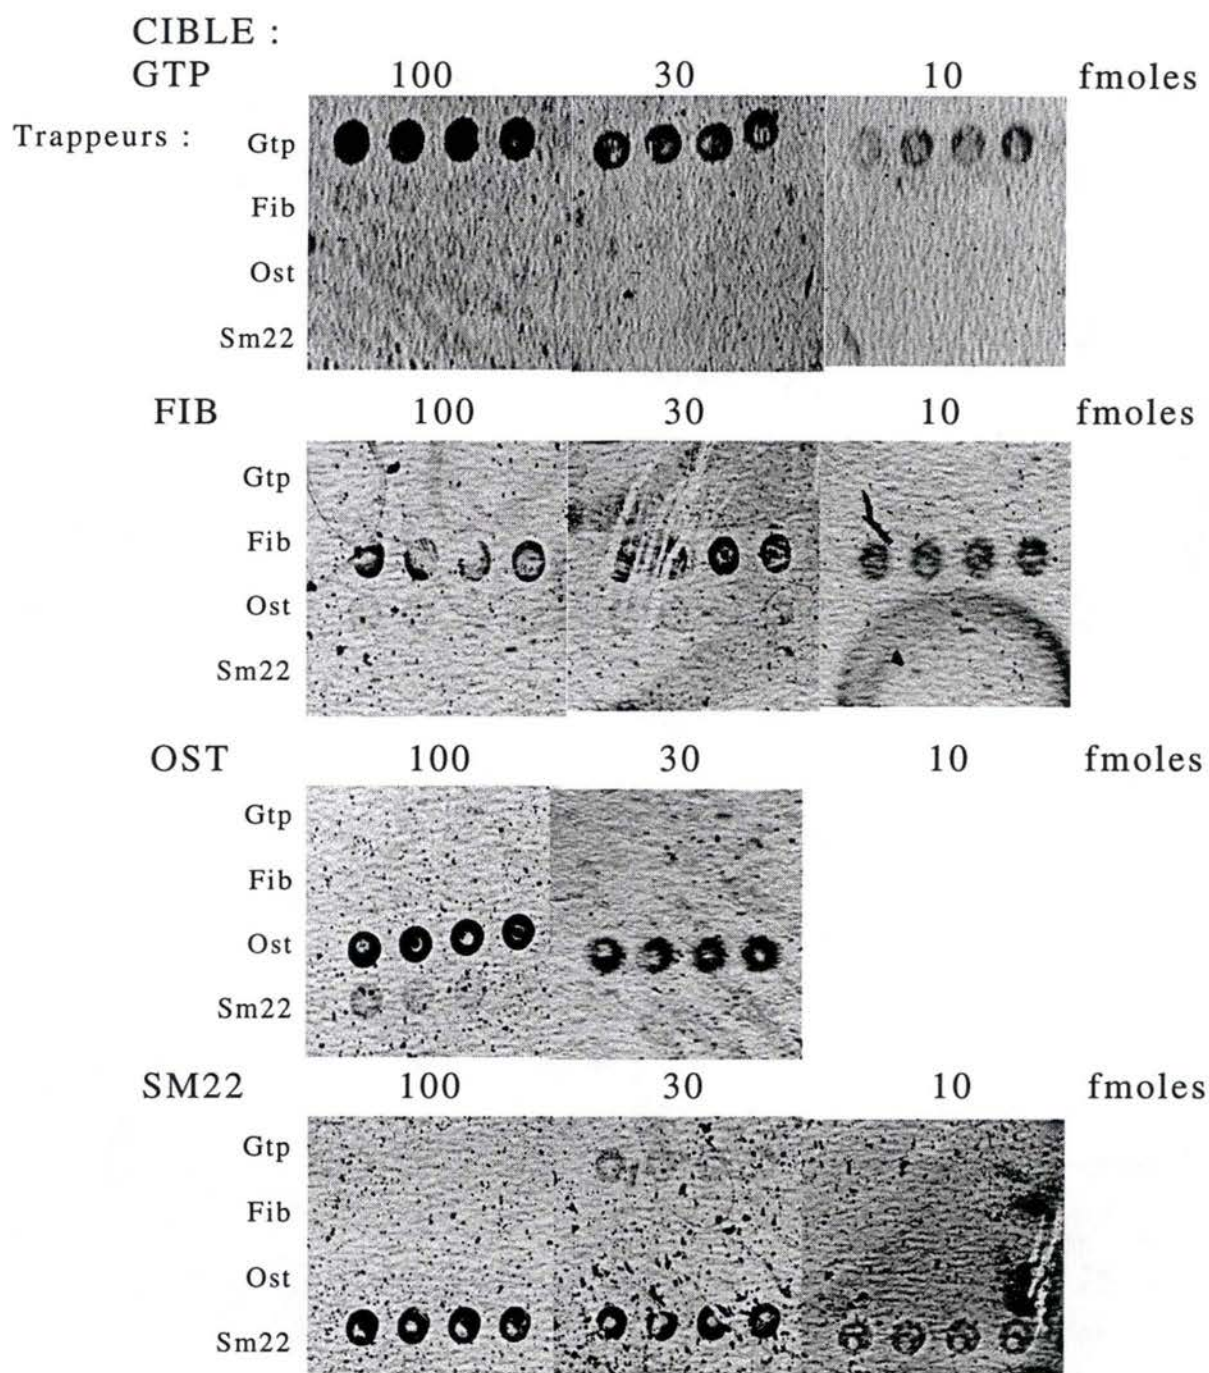 CIBLE :
GTP 100 30 10 fmoles
Trappeurs : Gtp
Fib
Ost
Sm22
FIB 100 30 10 fmoles
Gtp
Fib
Ost
Sm22
OST 100 30 10 fmoles
Gtp
Fib
Ost
Sm22
SM22 100 30 10 fmoles
Gtp
Fib
Ost
Sm22